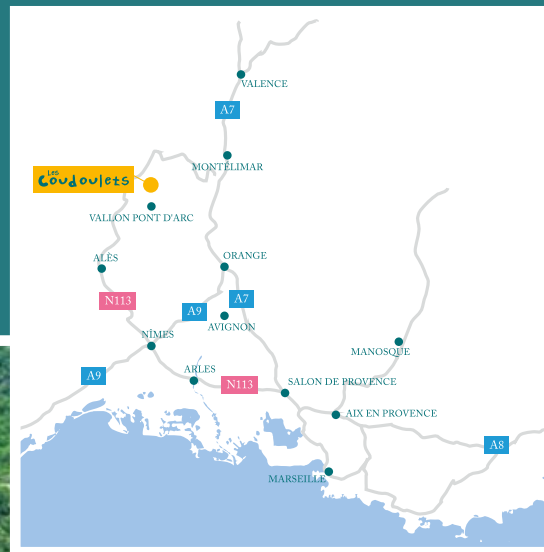 VALENCE
A7
MONTÉLIMAR
Les
Coudoulets
VALLON PONT D'ARC
ORANGE
ALÈS
A7
N113
A9
AVIGNON
NÎMES
MANOSQUE
ARLES
A9
N113
SALON DE PROVENCE
AIX EN PROVENCE
A8
MARSEILLE